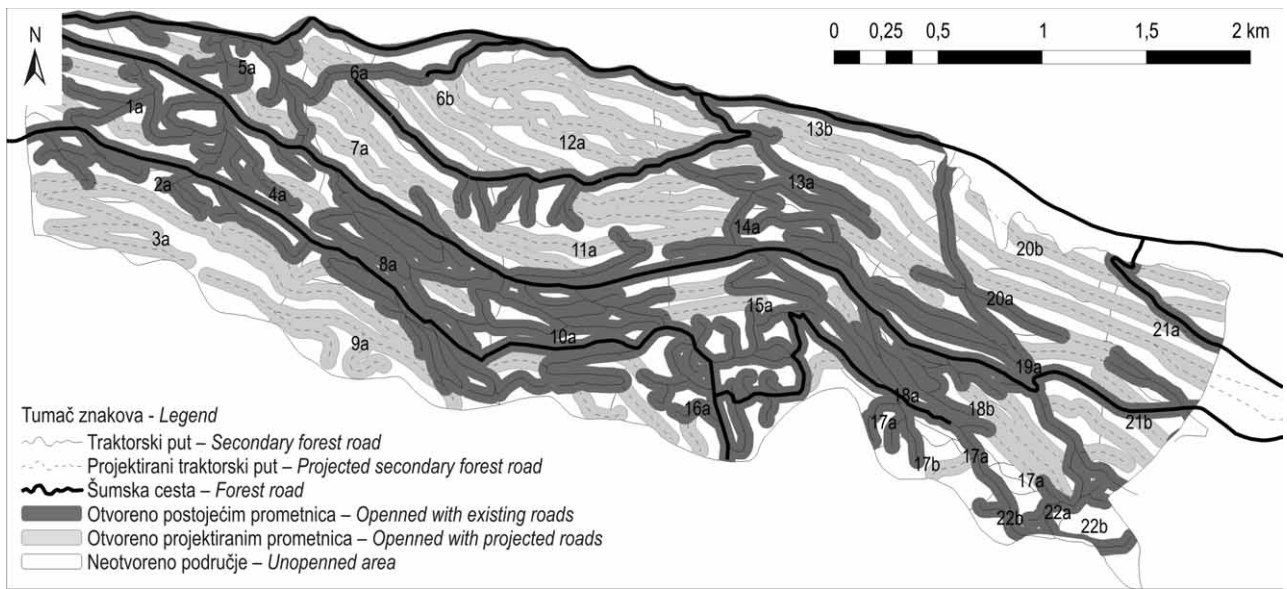 N
0 0,25 0,5 1 1,5 2 km
5a
6a
6b
1a
13b
12a
7a
2a
4a
13a
3a
14a
11a
20b
8a
20a
15a
21a
10a
9a
19a
18a
18b
16a
17a
21b
17b
17a
17a
22b
22a
22b
Tumač znakova - Legend
Traktorski put – Secondary forest road
Projektirani traktorski put – Projected secondary forest road
Šumska cesta – Forest road
Otvoreno postojećim prometnica – Openned with existing roads
Otvoreno projektiranim prometnica – Openned with projected roads
Neotvoreno područje – Unopenned area